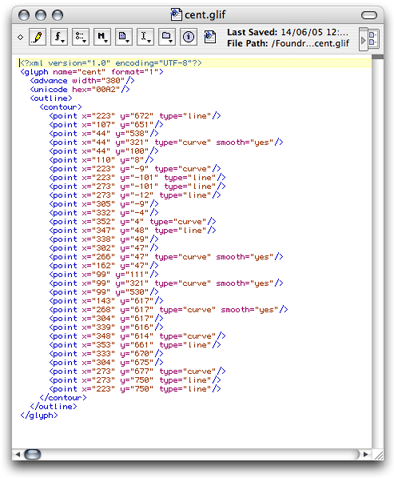 cent.glif
Last Saved: 14/06/05 12:...
File Path: /Foundr...cent.glif
<?xml version="1.0" encoding="UTF-8"?>
<glyph name="cent" format="1">
<advance width="380"/>
<unicode hex="00A2"/>
<outline>
<contour>
<point x="223" y="672" type="line"/>
<point x="107" y="651"/>
<point x="44" y="538"/>
<point x="44" y="321" type="curve" smooth="yes"/>
<point x="44" y="100"/>
<point x="110" y="8"/>
<point x="223" y="-9" type="curve"/>
<point x="223" y="-101" type="line"/>
<point x="273" y="-101" type="line"/>
<point x="273" y="-12" type="line"/>
<point x="305" y="-9"/>
<point x="332" y="-4"/>
<point x="352" y="4" type="curve"/>
<point x="347" y="48" type="line"/>
<point x="338" y="49"/>
<point x="302" y="47"/>
<point x="266" y="47" type="curve" smooth="yes"/>
<point x="162" y="47"/>
<point x="99" y="111"/>
<point x="99" y="321" type="curve" smooth="yes"/>
<point x="99" y="530"/>
<point x="143" y="617"/>
<point x="268" y="617" type="curve" smooth="yes"/>
<point x="304" y="617"/>
<point x="339" y="616"/>
<point x="348" y="614" type="curve"/>
<point x="353" y="661" type="line"/>
<point x="333" y="670"/>
<point x="304" y="675"/>
<point x="273" y="677" type="curve"/>
<point x="273" y="750" type="line"/>
<point x="223" y="750" type="line"/>
</contour>
</outline>
</glyph>